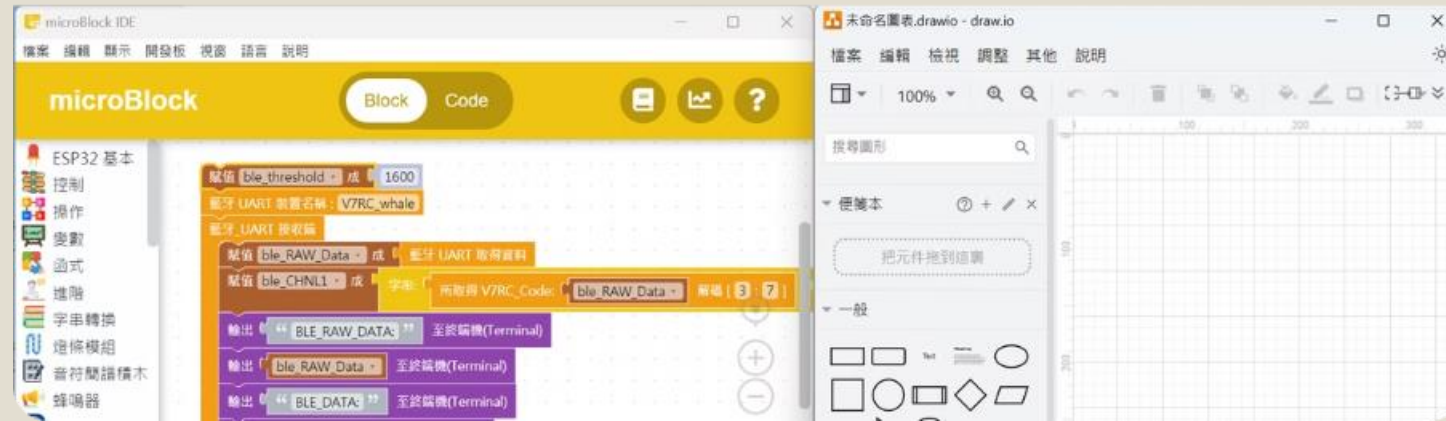 microBlock IDE
檔案 編輯 顯示 開發板 視窗 語言 說明
microBlock
Block Code
?
ESP32 基本
控制
操作
變數
函式
進階
字串轉換
燈條模組
音符簡譜積木
蜂鳴器
賦值 ble_threshold 成 1600
藍牙 UART 裝置名稱 : V7RC_whale
藍牙_UART 接收端
賦值 ble_RAW_Data 成 藍牙 UART 取得資料
賦值 ble_CHNL1 成 字串: 所取得 V7RC_Code: ble_RAW_Data 解碼 [ 3 : 7 ]
輸出 “ BLE_RAW_DATA: ” 至終端機(Terminal)
輸出 ble_RAW_Data 至終端機(Terminal)
輸出 “ BLE_DATA: ” 至終端機(Terminal)
未命名圖表.drawio - draw.io
檔案 編輯 檢視 調整 其他 說明
100%
搜尋圖形
便箋本
把元件拖到這裏
一般
Text
100 200 300
100
200